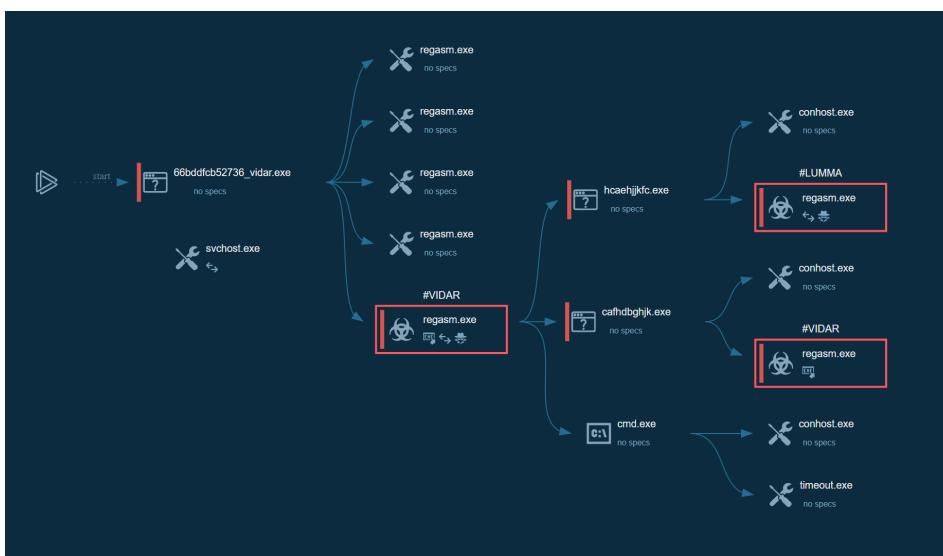 regasm.exe
no specs
regasm.exe
no specs
conhost.exe
no specs
start
66bddfcb52736_vidar.exe
no specs
regasm.exe
no specs
hcaehjjkfc.exe
no specs
#LUMMA
regasm.exe
svchost.exe
regasm.exe
no specs
conhost.exe
no specs
#VIDAR
regasm.exe
EXE
cafhdbghjk.exe
no specs
#VIDAR
regasm.exe
EXE
C:\
cmd.exe
no specs
conhost.exe
no specs
timeout.exe
no specs